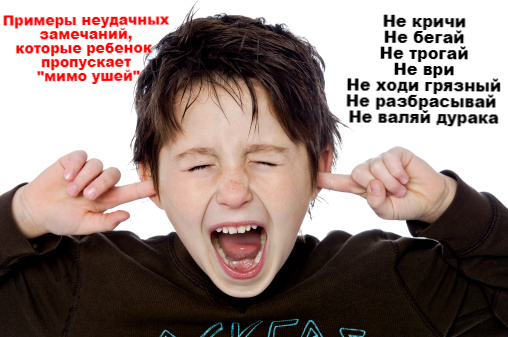 Примеры неудачных
замечаний,
которые ребенок
пропускает
"мимо ушей"
Не кричи
Не бегай
Не трогай
Не ври
Не ходи грязный
Не разбрасывай
Не валяй дурака